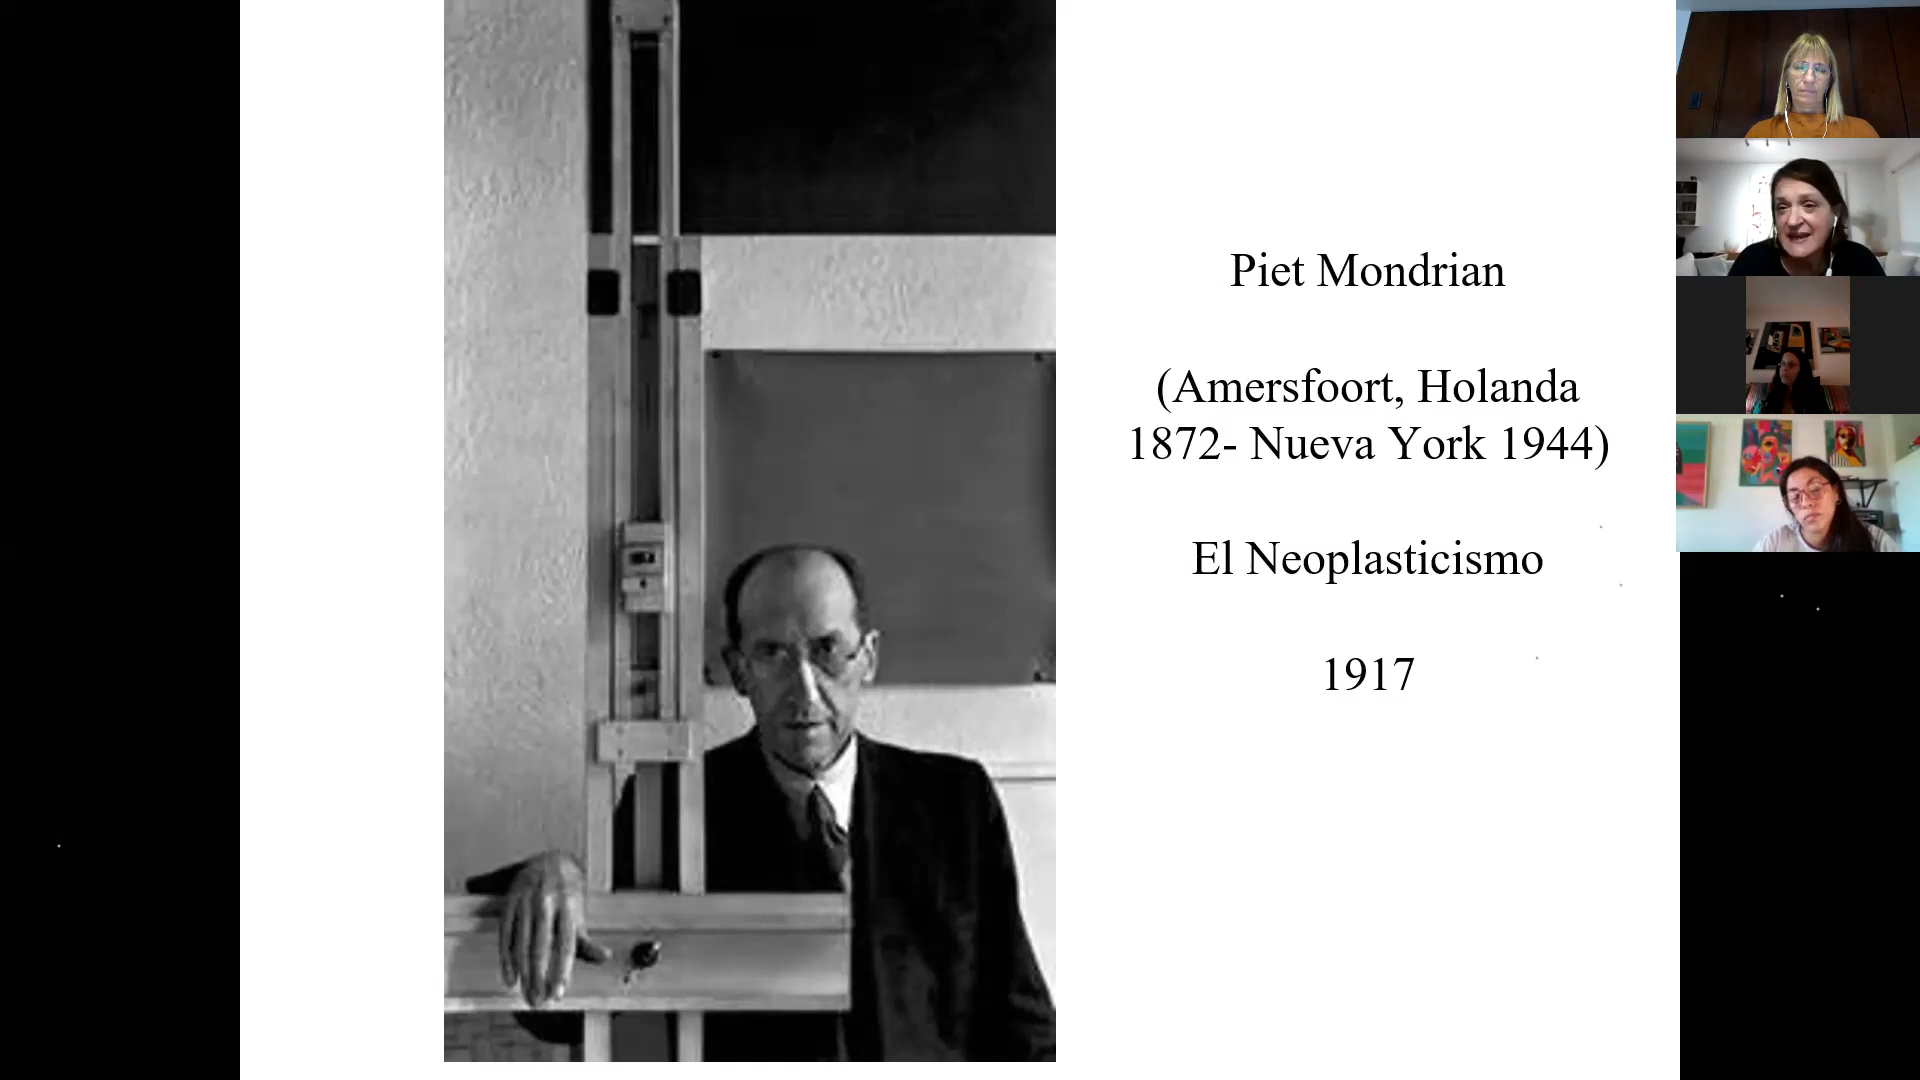 Piet Mondrian
(Amersfoort, Holanda
1872- Nueva York 1944)
El Neoplasticismo
1917